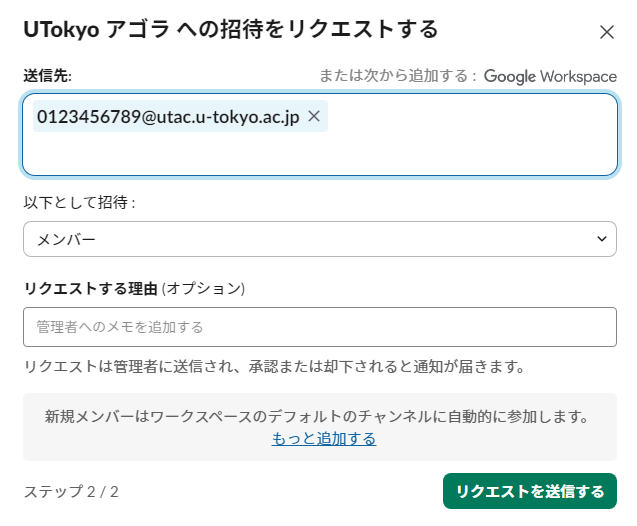 UTokyo アゴラ への招待をリクエストする
送信先:
または次から追加する : Google Workspace
0123456789@utac.u-tokyo.ac.jp
以下として招待 :
メンバー
リクエストする理由 (オプション)
管理者へのメモを追加する
リクエストは管理者に送信され、承認または却下されると通知が届きます。
新規メンバーはワークスペースのデフォルトのチャンネルに自動的に参加します。
もっと追加する
ステップ 2 / 2
リクエストを送信する